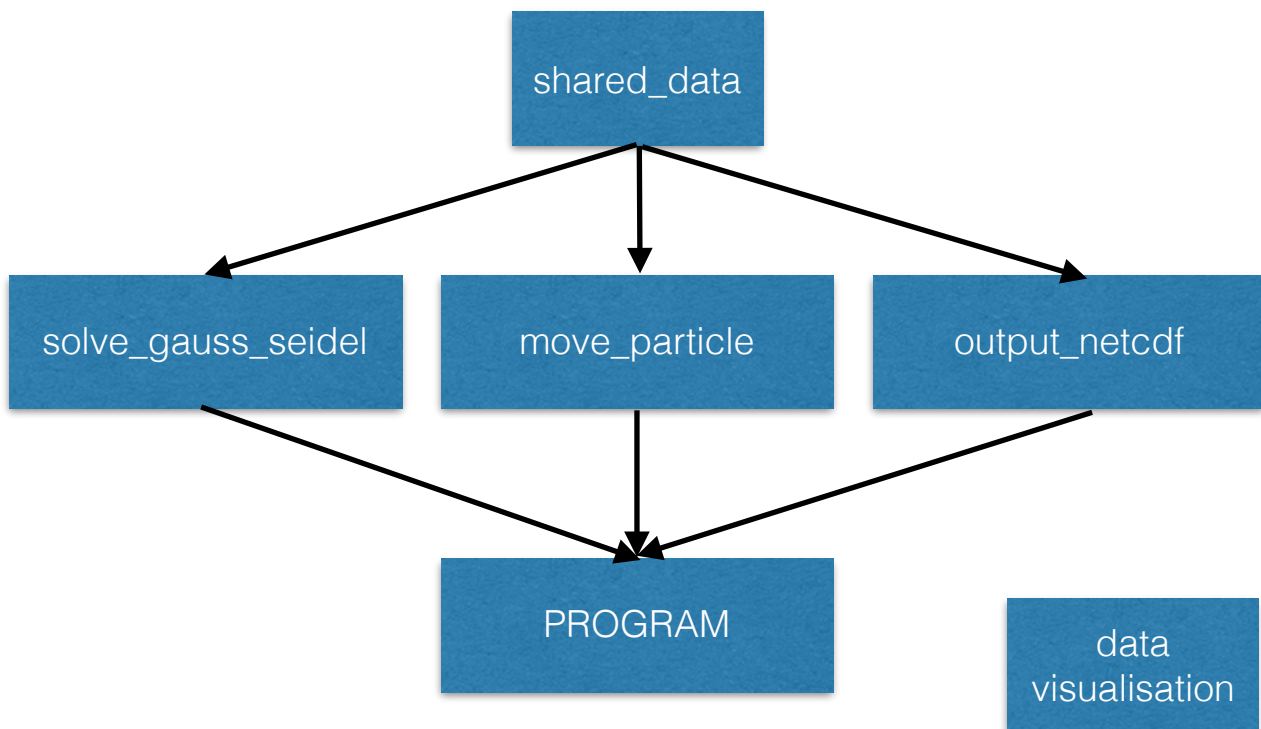 shared_data
solve_gauss_seidel
move_particle
output_netcdf
PROGRAM
data
visualisation